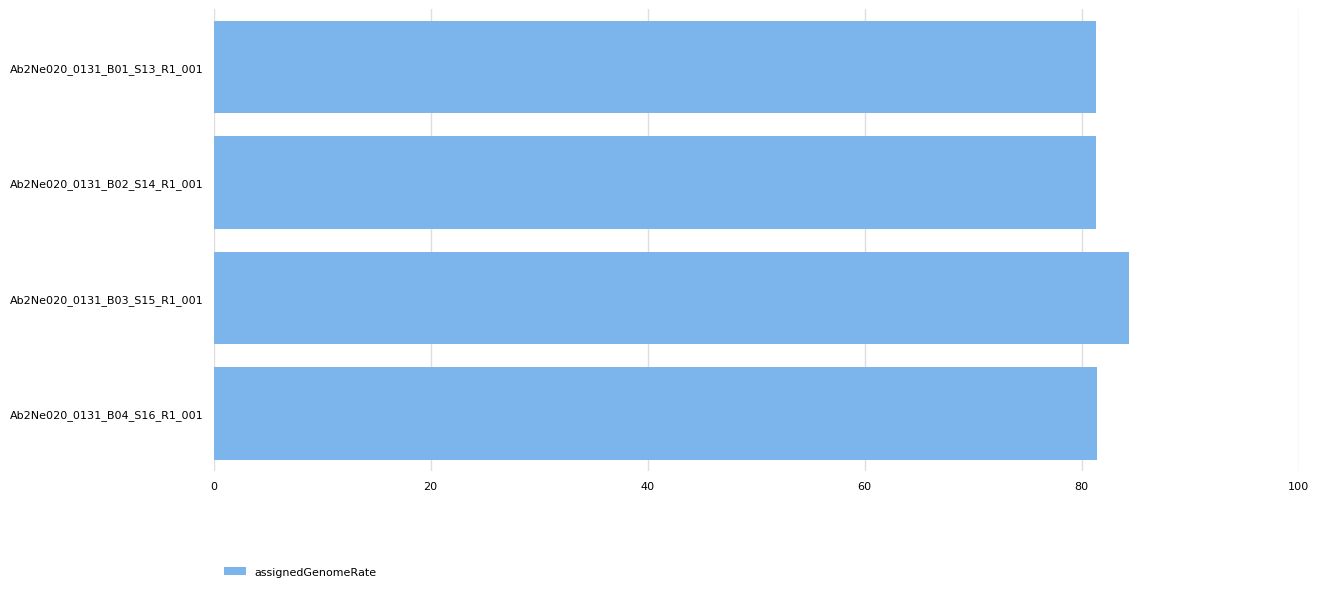 Ab2Ne020_0131_B01_S13_R1_001
Ab2Ne020_0131_B02_S14_R1_001
Ab2Ne020_0131_B03_S15_R1_001
Ab2Ne020_0131_B04_S16_R1_001
0 20 40 60 80 100
assignedGenomeRate